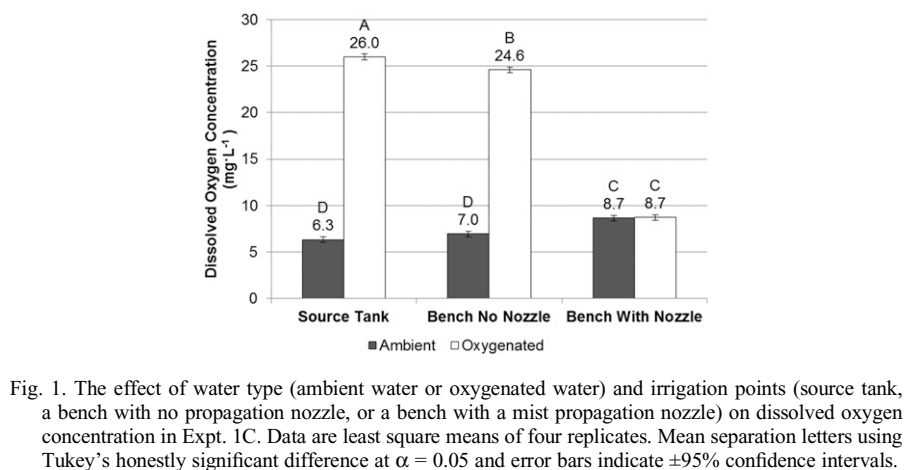 30
25
20
15
10
5
0
Dissolved Oxygen Concentration
(mg·L⁻¹ )
A
26.0
D
6.3
B
24.6
D
7.0
C
8.7
C
8.7
Source Tank Bench No Nozzle Bench With Nozzle
Ambient Oxygenated
Fig. 1. The effect of water type (ambient water or oxygenated water) and irrigation points (source tank,
a bench with no propagation nozzle, or a bench with a mist propagation nozzle) on dissolved oxygen
concentration in Expt. 1C. Data are least square means of four replicates. Mean separation letters using
Tukey’s honestly significant difference at α = 0.05 and error bars indicate ±95% confidence intervals.